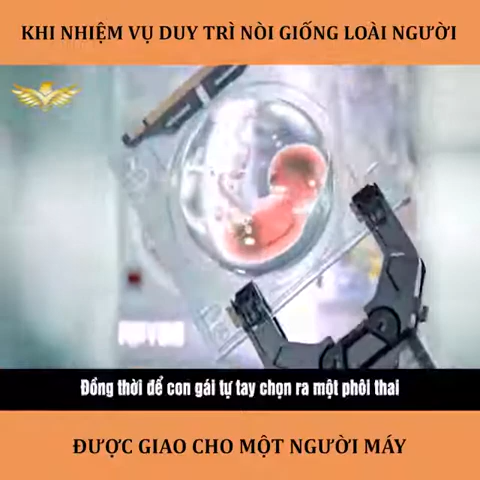 KHI NHIỆM VỤ DUY TRÌ NÒI GIỐNG LOÀI NGƯỜI
Đồng thời để con gái tự tay chọn ra một phôi thai
ĐƯỢC GIAO CHO MỘT NGƯỜI MÁY